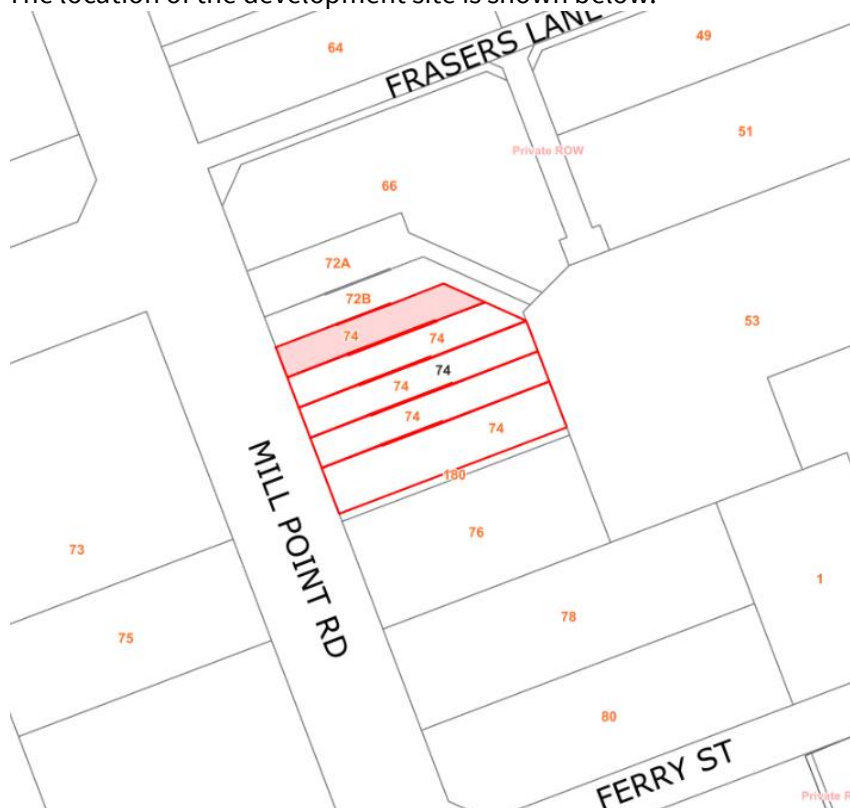 The location of the development site is shown below.
64
FRASERS LANE
49
51
Private ROW
66
72A
72B
74
74
53
74
74
74
74
180
MILL POINT RD
76
73
1
78
75
80
FERRY ST